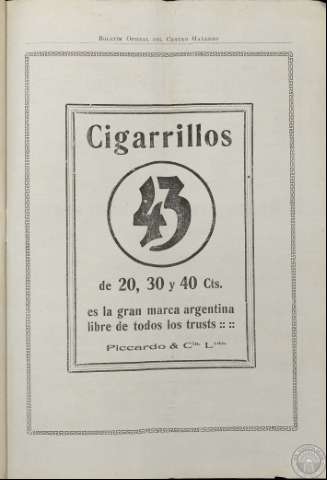 Boletín Oficial del Centro Navarro
Cigarrillos
43
de 20, 30 y 40 Cts.
es la gran marca argentina
libre de todos los trusts :: ::
Piccardo & Cía. Ltda.